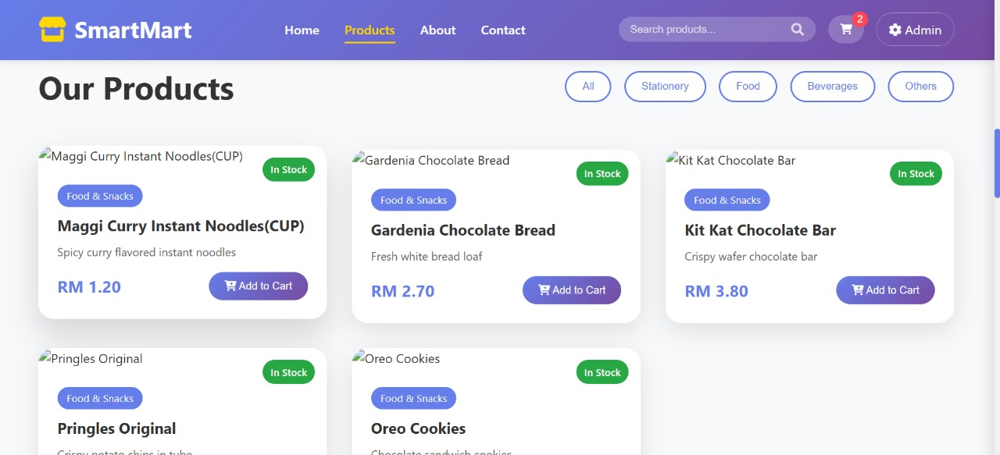 SmartMart
Home Products About Contact
Search products...
2
Admin
Our Products
All Stationery Food Beverages Others
Maggi Curry Instant Noodles(CUP)
In Stock
Food & Snacks
Maggi Curry Instant Noodles(CUP)
Spicy curry flavored instant noodles
RM 1.20
Add to Cart
Gardenia Chocolate Bread
In Stock
Food & Snacks
Gardenia Chocolate Bread
Fresh white bread loaf
RM 2.70
Add to Cart
Kit Kat Chocolate Bar
In Stock
Food & Snacks
Kit Kat Chocolate Bar
Crispy wafer chocolate bar
RM 3.80
Add to Cart
Pringles Original
In Stock
Food & Snacks
Pringles Original
Crispy potato chips in tube
Oreo Cookies
In Stock
Food & Snacks
Oreo Cookies
Chocolate sandwich cookies